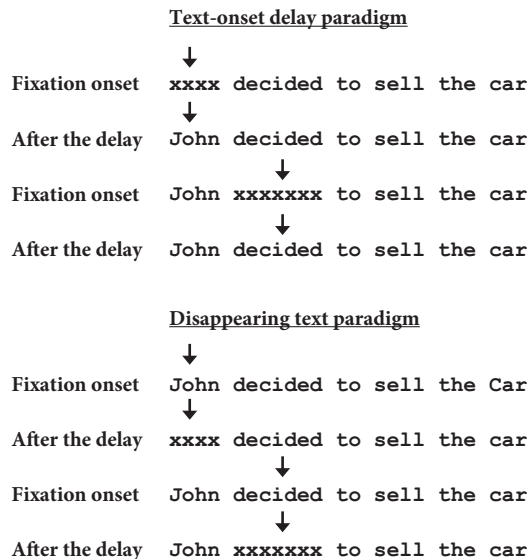 Text-onset delay paradigm
Fixation onset xxxx decided to sell the car
After the delay John decided to sell the car
Fixation onset John xxxxxxx to sell the car
After the delay John decided to sell the car
Disappearing text paradigm
Fixation onset John decided to sell the Car
After the delay xxxx decided to sell the car
Fixation onset John decided to sell the car
After the delay John xxxxxxx to sell the car